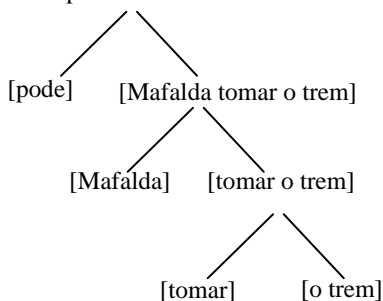 [pode] [Mafalda tomar o trem]
[Mafalda] [tomar o trem]
[tomar] [o trem]